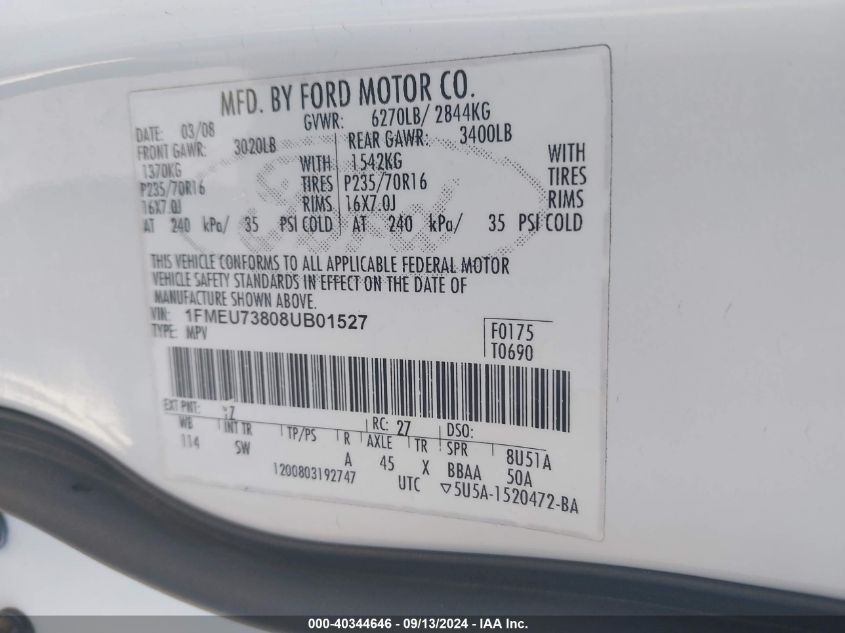 MFD. BY FORD MOTOR CO.
DATE: 03/08 GVWR: 6270LB/ 2844KG
FRONT GAWR: 3020LB REAR GAWR: 3400LB
1370KG WITH 1542KG WITH
P235/70R16 TIRES P235/70R16 TIRES
16X7.0J RIMS 16X7.0J RIMS
AT 240 kPa/ 35 PSI COLD AT 240 kPa/ 35 PSI COLD
THIS VEHICLE CONFORMS TO ALL APPLICABLE FEDERAL MOTOR
VEHICLE SAFETY STANDARDS IN EFFECT ON THE DATE OF
MANUFACTURE SHOWN ABOVE.
VIN: 1FMEU73808UB01527
TYPE: MPV
F0175
T0690
EXT PNT: RC: 27 DSO:
WB INT TR TP/PS R AXLE TR SPR 8U51A
114 SW A 45 X BBAA 50A
1200803192747 UTC ▽5U5A-1520472-BA
000-40344646 - 09/13/2024 - IAA Inc.